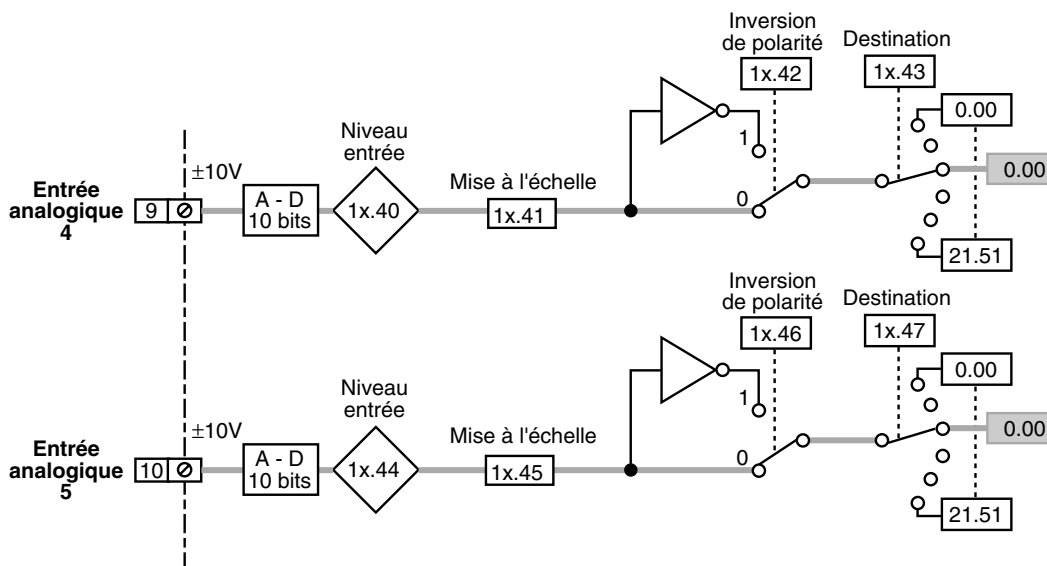 Inversion
de polarité
Destination
1x.42
1x.43
0.00
Niveau
entrée
1
±10V
Entrée
analogique
4
9
A - D
10 bits
1x.40
Mise à l'échelle
1x.41
0
0.00
21.51
Inversion
de polarité
Destination
1x.46
1x.47
0.00
Niveau
entrée
1
±10V
Entrée
analogique
5
10
A - D
10 bits
1x.44
Mise à l'échelle
1x.45
0
0.00
21.51